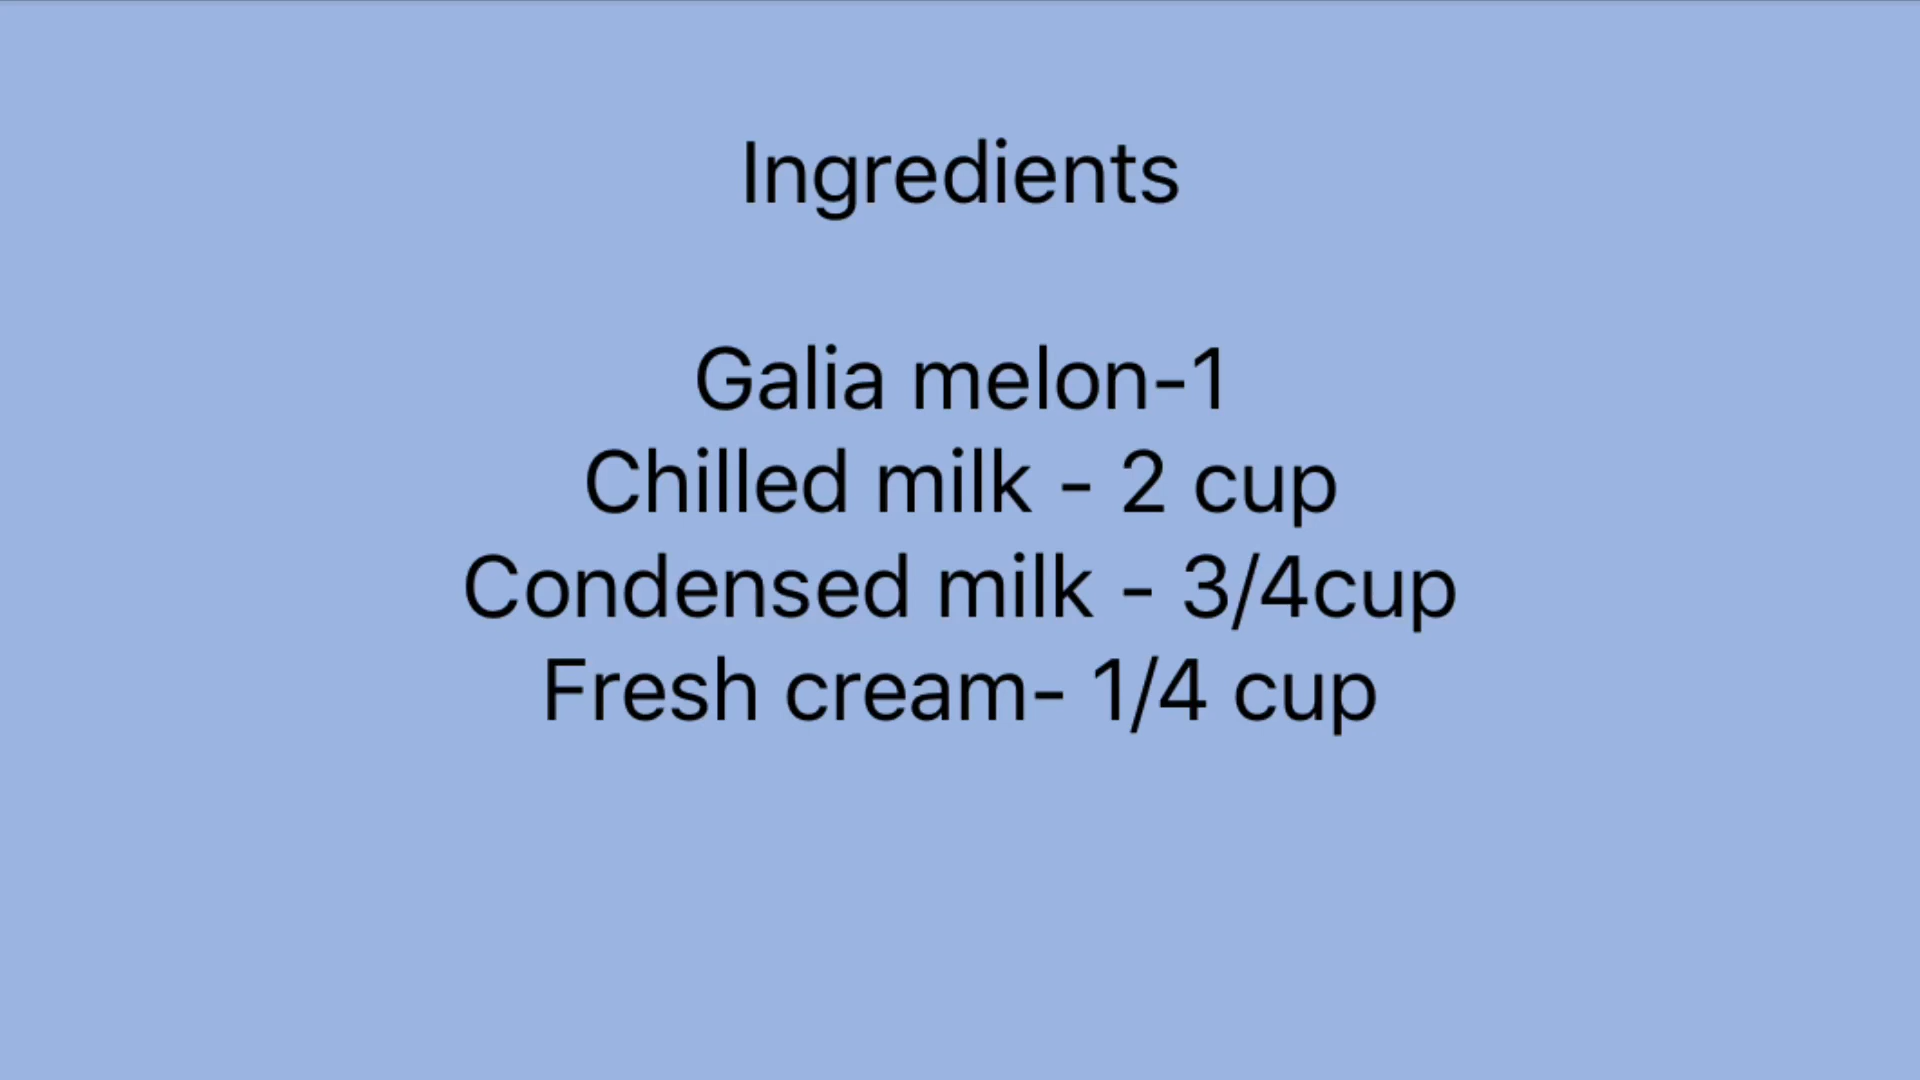 Ingredients
Galia melon-1
Chilled milk - 2 cup
Condensed milk - 3/4cup
Fresh cream- 1/4 cup